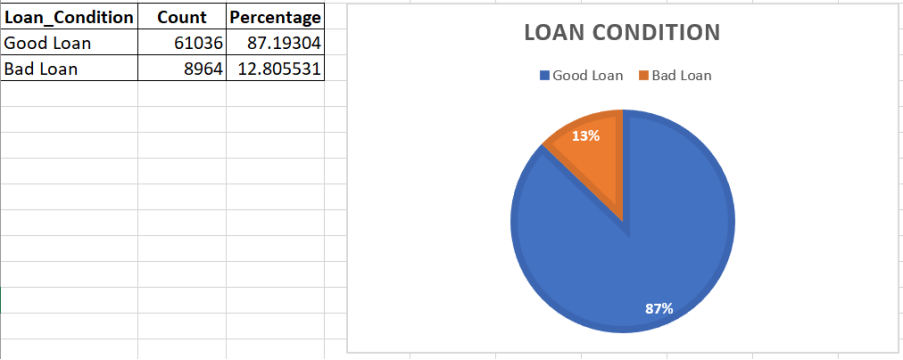 Loan_Condition Count Percentage
Good Loan 61036 87.19304
Bad Loan 8964 12.805531
LOAN CONDITION
Good Loan Bad Loan
13%
87%